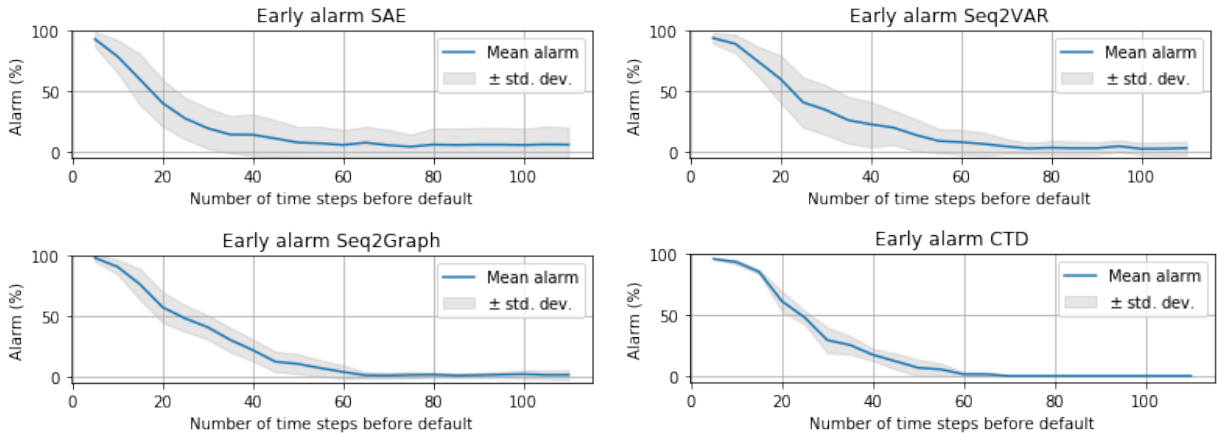 Early alarm SAE
Alarm (%)
100
50
0
Mean alarm
± std. dev.
0 20 40 60 80 100
Number of time steps before default
Early alarm Seq2VAR
Alarm (%)
100
50
0
Mean alarm
± std. dev.
0 20 40 60 80 100
Number of time steps before default
Early alarm Seq2Graph
Alarm (%)
100
50
0
Mean alarm
± std. dev.
0 20 40 60 80 100
Number of time steps before default
Early alarm CTD
Alarm (%)
100
50
0
Mean alarm
± std. dev.
0 20 40 60 80 100
Number of time steps before default